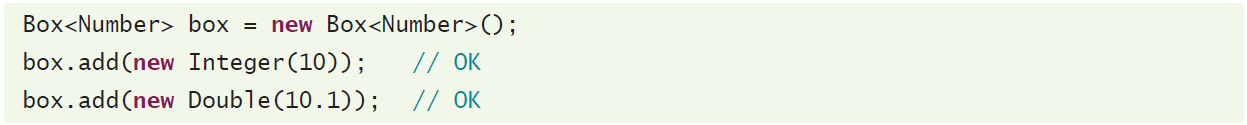 Box<Number> box = new Box<Number>();
box.add(new Integer(10));   // OK
box.add(new Double(10.1));  // OK